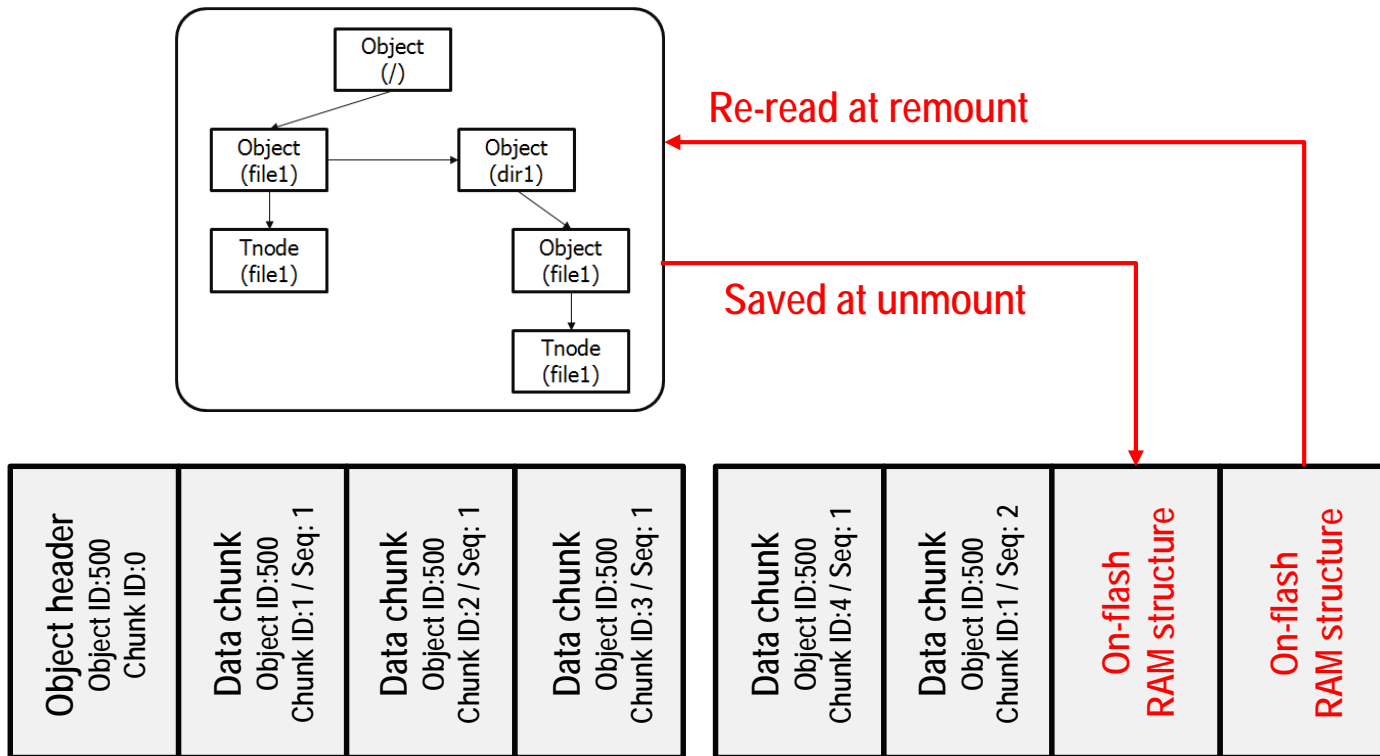 Object
(/)
Object
(file1)
Object
(dir1)
Tnode
(file1)
Object
(file1)
Tnode
(file1)
Re-read at remount
Saved at unmount
Object header
Object ID:500
Chunk ID:0
Data chunk
Object ID:500
Chunk ID:1 / Seq: 1
Data chunk
Object ID:500
Chunk ID:2 / Seq: 1
Data chunk
Object ID:500
Chunk ID:3 / Seq: 1
Data chunk
Object ID:500
Chunk ID:4 / Seq: 1
Data chunk
Object ID:500
Chunk ID:1 / Seq: 2
On-flash
RAM structure
On-flash
RAM structure